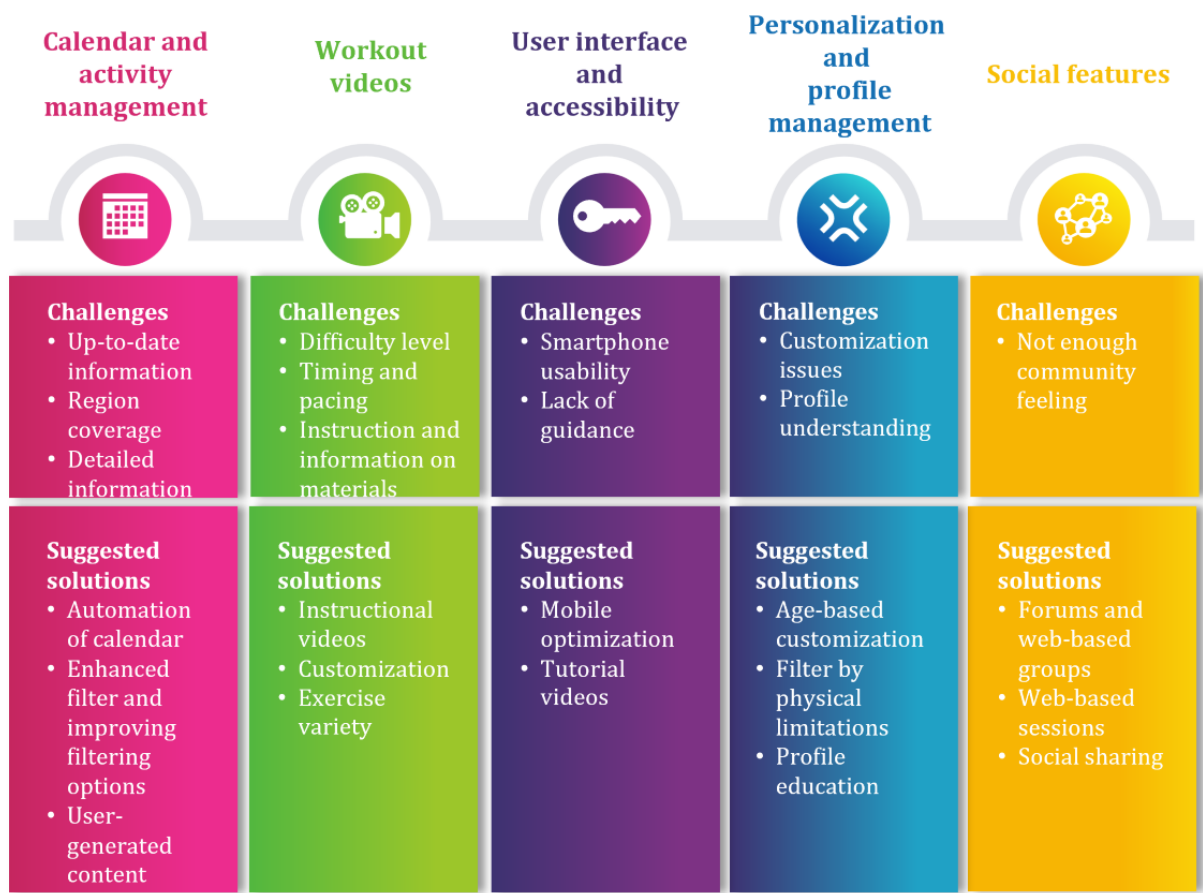 Calendar and
activity
management
Workout
videos
User interface
and
accessibility
Personalization
and
profile
management
Social features
Challenges
• Up-to-date
information
• Region
coverage
• Detailed
information
Challenges
• Difficulty level
• Timing and
pacing
• Instruction and
information on
materials
Challenges
• Smartphone
usability
• Lack of
guidance
Challenges
• Customization
issues
• Profile
understanding
Challenges
• Not enough
community
feeling
Suggested
solutions
• Automation
of calendar
• Enhanced
filter and
improving
filtering
options
• User-
generated
content
Suggested
solutions
• Instructional
videos
• Customization
• Exercise
variety
Suggested
solutions
• Mobile
optimization
• Tutorial
videos
Suggested
solutions
• Age-based
customization
• Filter by
physical
limitations
• Profile
education
Suggested
solutions
• Forums and
web-based
groups
• Web-based
sessions
• Social sharing